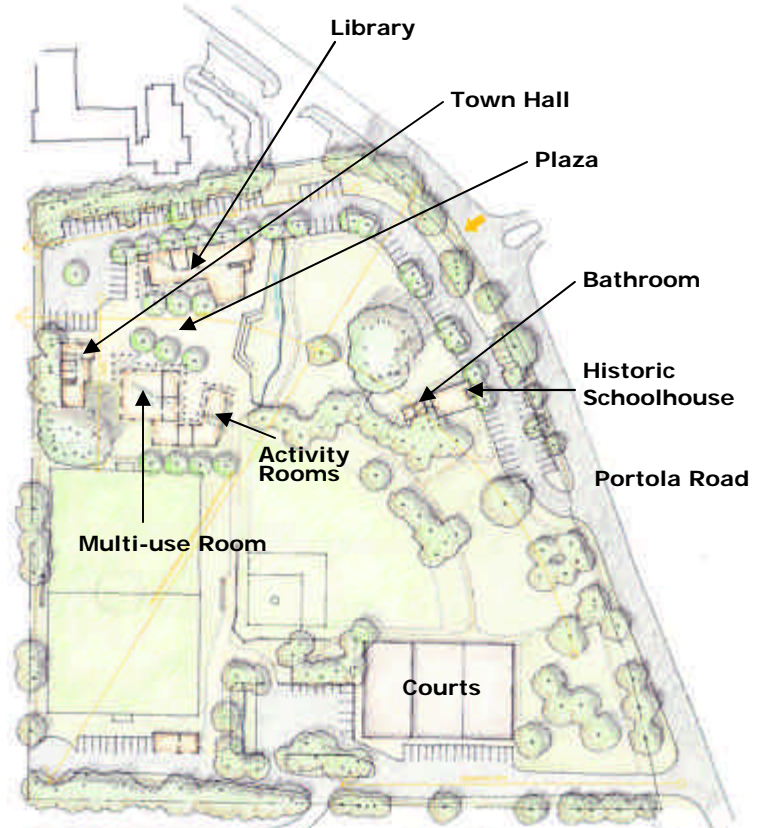 Library
Town Hall
Plaza
Bathroom
Historic
Schoolhouse
Activity
Rooms
Portola Road
Multi-use Room
Courts